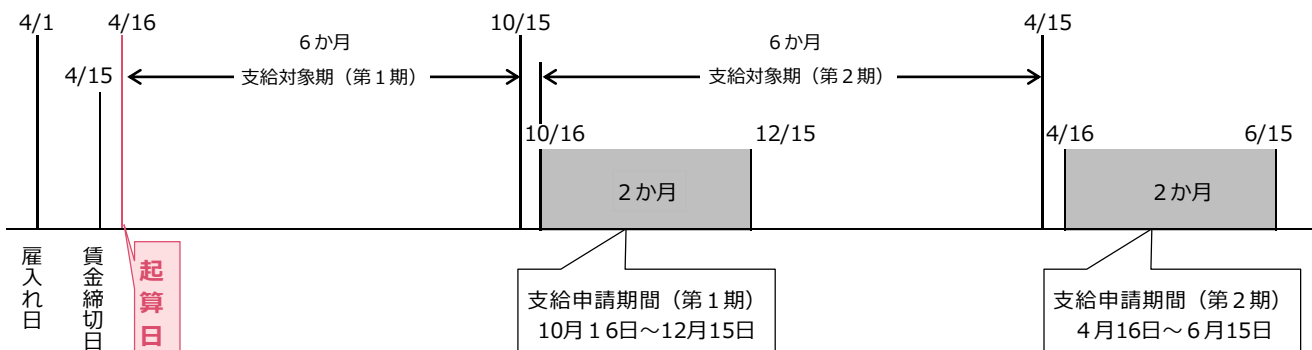 4/1
4/16
10/15
4/15
6か月
6か月
4/15
支給対象期（第１期）
支給対象期（第２期）
10/16
12/15
4/16
6/15
２か月
２か月
雇入れ日
賃金締切日
起算日
支給申請期間（第１期）
10月１6日～12月15日
支給申請期間（第２期）
４月16日～６月15日